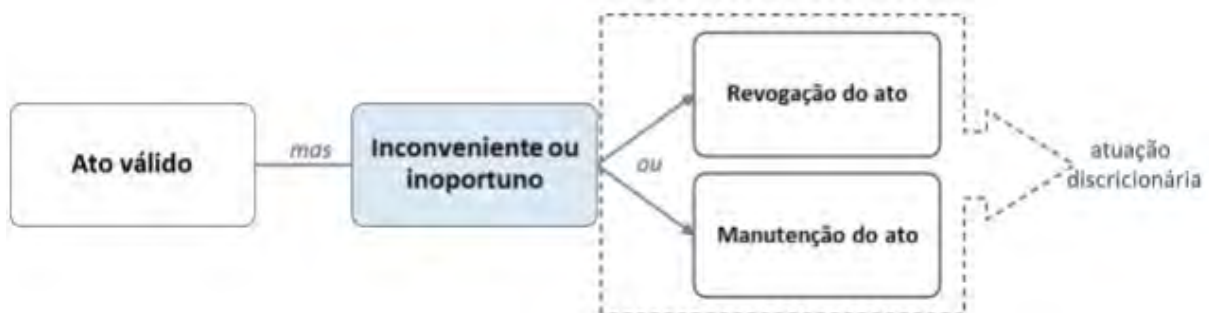 Ato válido
mas
Inconveniente ou
inoportuno
ou
Revogação do ato
Manutenção do ato
atuação
discricionária